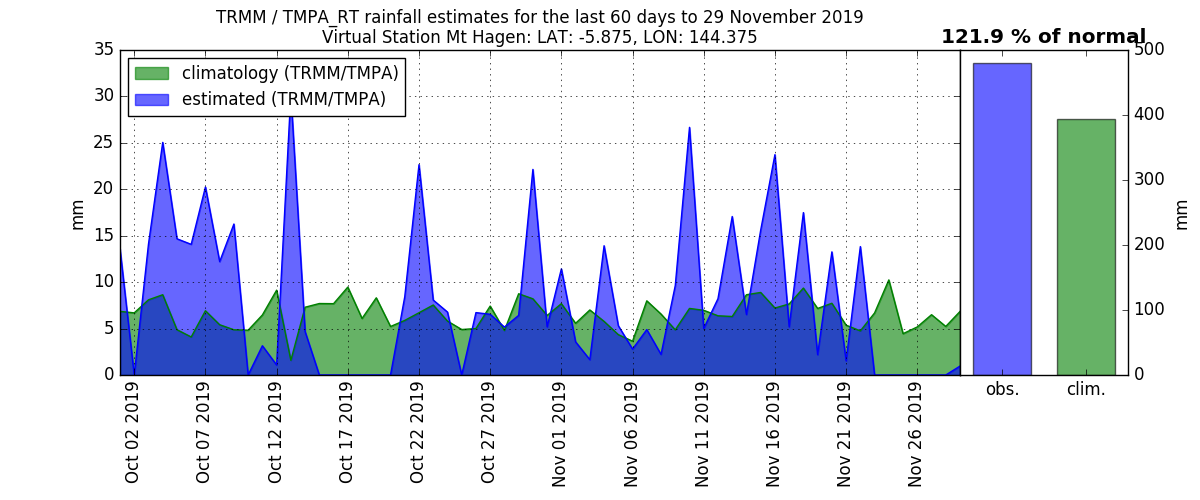 TRMM / TMPA_RT rainfall estimates for the last 60 days to 29 November 2019
Virtual Station Mt Hagen: LAT: -5.875, LON: 144.375
121.9 % of normal
climatology (TRMM/TMPA)
estimated (TRMM/TMPA)
35
30
25
20
15
10
5
0
mm
Oct 02 2019
Oct 07 2019
Oct 12 2019
Oct 17 2019
Oct 22 2019
Oct 27 2019
Nov 01 2019
Nov 06 2019
Nov 11 2019
Nov 16 2019
Nov 21 2019
Nov 26 2019
500
400
300
200
100
0
mm
obs.
clim.